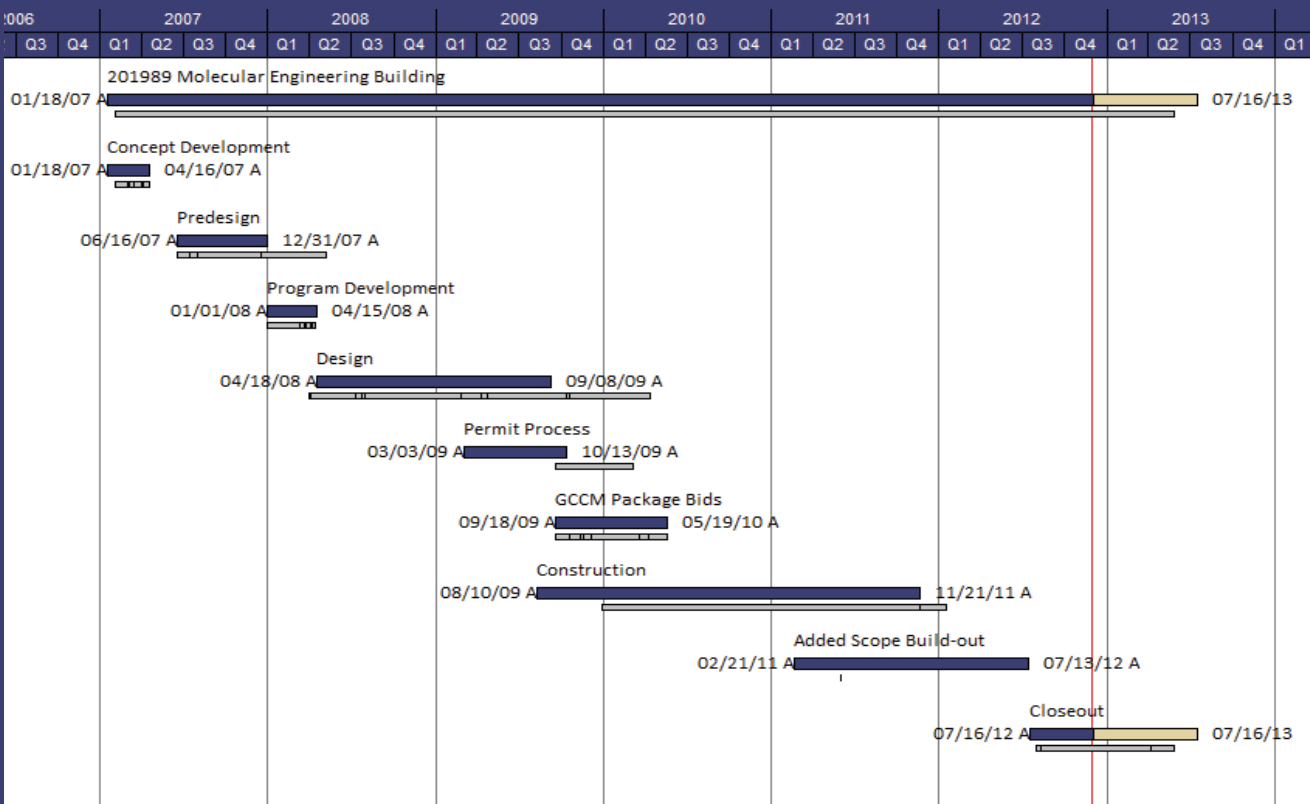 2006 2007 2008 2009 2010 2011 2012 2013
Q3 Q4 Q1 Q2 Q3 Q4 Q1 Q2 Q3 Q4 Q1 Q2 Q3 Q4 Q1 Q2 Q3 Q4 Q1 Q2 Q3 Q4 Q1 Q2 Q3 Q4 Q1 Q2 Q3 Q4 Q1
201989 Molecular Engineering Building
01/18/07 A 07/16/13
Concept Development
01/18/07 A 04/16/07 A
Predesign
06/16/07 A 12/31/07 A
Program Development
01/01/08 A 04/15/08 A
Design
04/18/08 A 09/08/09 A
Permit Process
03/03/09 A 10/13/09 A
GCCM Package Bids
09/18/09 A 05/19/10 A
Construction
08/10/09 A 11/21/11 A
Added Scope Build-out
02/21/11 A 07/13/12 A
Closeout
07/16/12 A 07/16/13